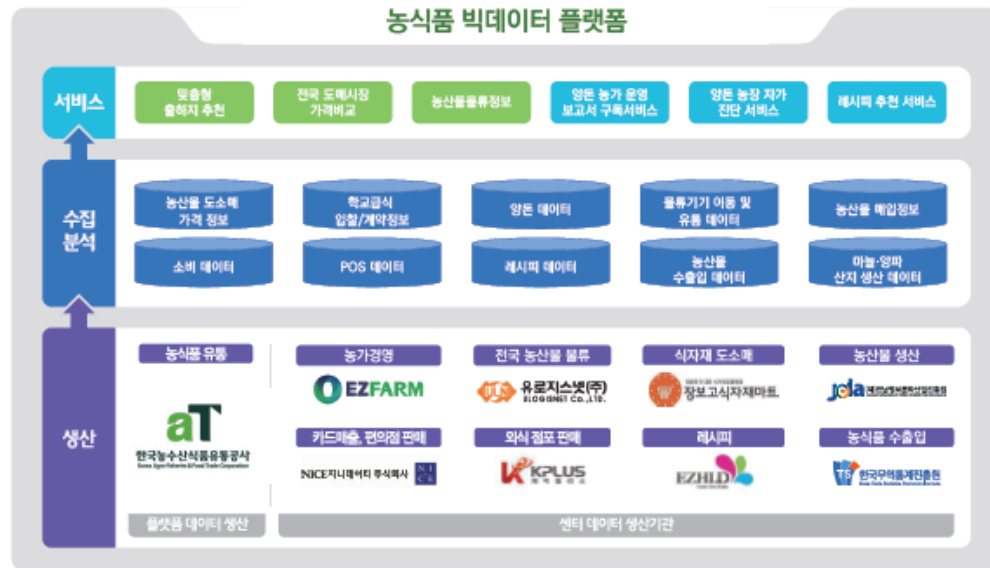 농식품 빅데이터 플랫폼
서비스
맞춤형
출하지 추천
전국 도매시장
가격비교
농산물물류정보
양돈 농가 운영
보고서 구독서비스
양돈 농장 자가
진단 서비스
레시피 추천 서비스
수집
분석
농산물 도소매
가격 정보
학교급식
입찰/계약정보
양돈 데이터
물류기기 이동 및
유통 데이터
농산물 매입정보
소비 데이터
POS 데이터
레시피 데이터
농산물
수출입 데이터
마늘·양파
산지 생산 데이터
생산
농식품 유통
aT
한국농수산식품유통공사
Korea Agro-Fisheries & Food Trade Corporation
농가경영
EZFARM
전국 농산물 물류
유로지스넷(주)
식자재 도소매
장보고식자재마트
농산물 생산
카드매출, 편의점 판매
NICE지니데이타 주식회사
NICE
외식 점포 판매
KPLUS
레시피
EZHLD
농식품 수출입
TS
한국무역통계진흥원
플랫폼 데이터 생산
센터 데이터 생산기관